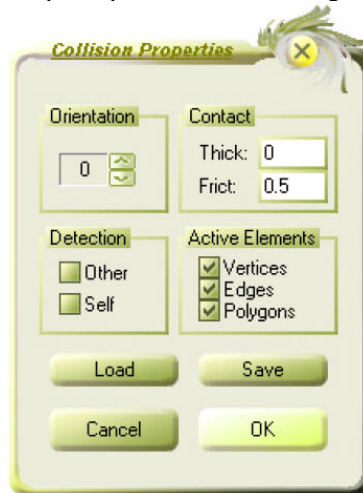 Collision Properties
Orientation
0
Contact
Thick: 0
Frict: 0.5
Detection
Other
Self
Active Elements
Vertices
Edges
Polygons
Load
Save
Cancel
OK